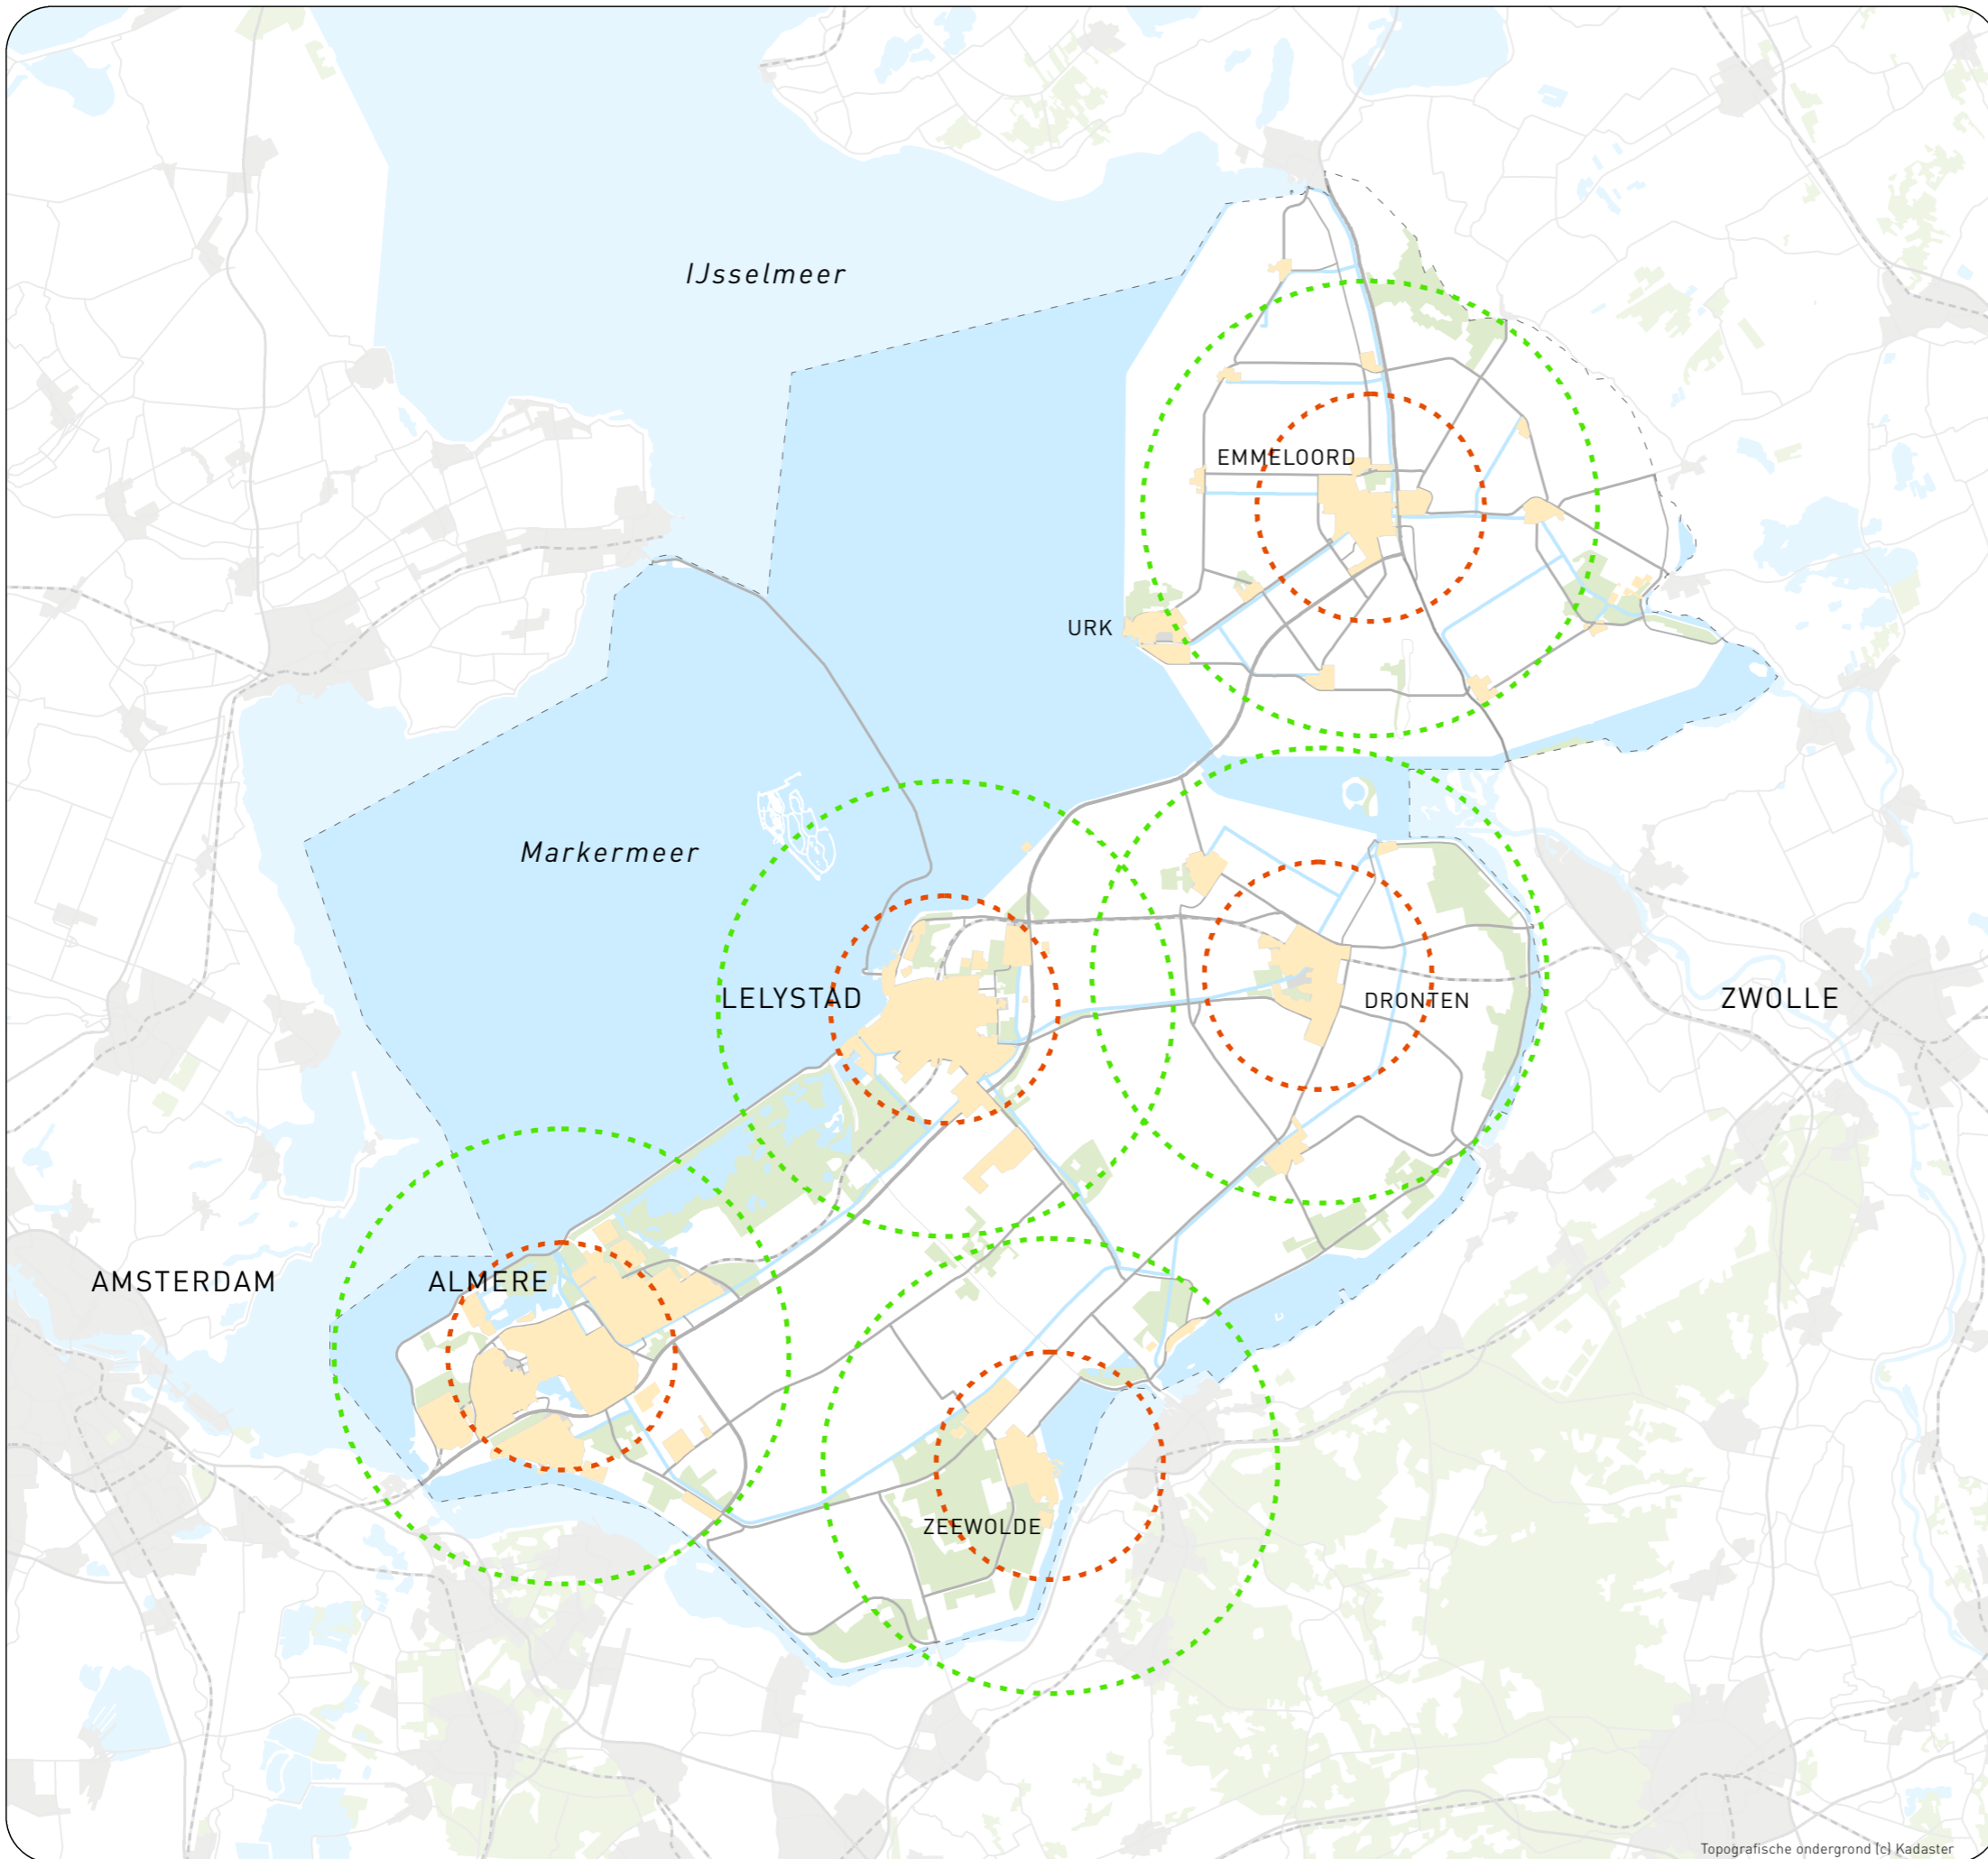 IJsselmeer
EMMELOORD
URK
Markermeer
LELYSTAD
DRONTEN
ZWOLLE
AMSTERDAM
ALMERE
ZEEWOLDE
Topografische ondergrond (c) Kadaster